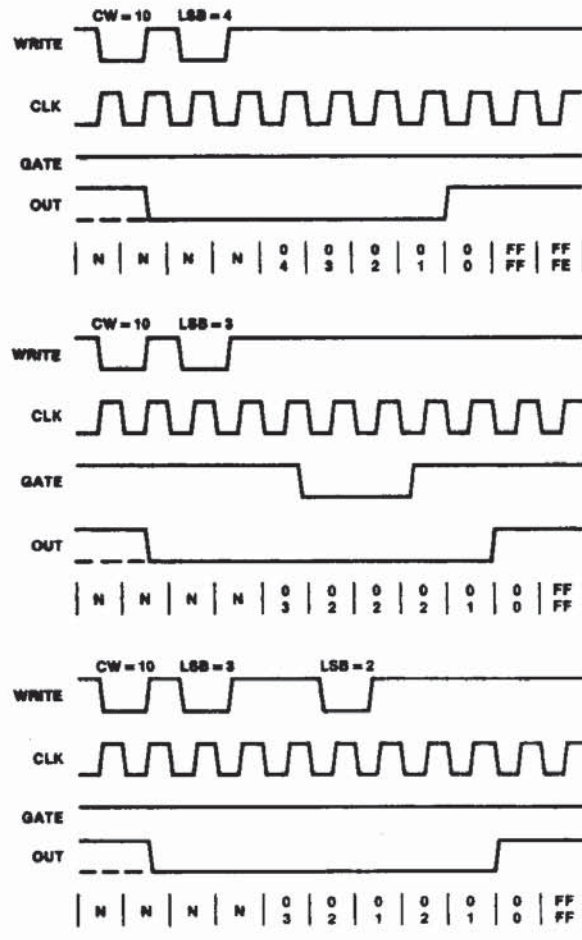 CW = 10 LSB = 4
WRITE
CLK
GATE
OUT
N N N N 0 0 0 0 0 FF FF
4 3 2 1 0 FF FE
CW = 10 LSB = 3
WRITE
CLK
GATE
OUT
N N N N 0 0 0 0 0 0 FF
3 2 2 2 1 0 FF
CW = 10 LSB = 3 LSB = 2
WRITE
CLK
GATE
OUT
N N N N 0 0 0 0 0 0 FF
3 2 1 2 1 0 FF